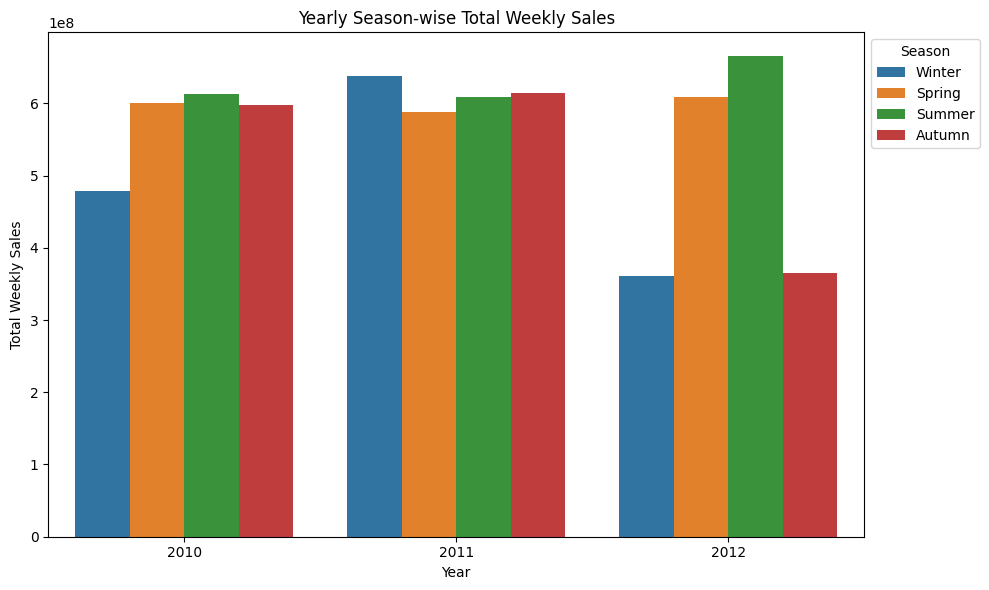 Yearly Season-wise Total Weekly Sales
1e8
Total Weekly Sales
6
5
4
3
2
1
0
2010
2011
2012
Year
Season
Winter
Spring
Summer
Autumn